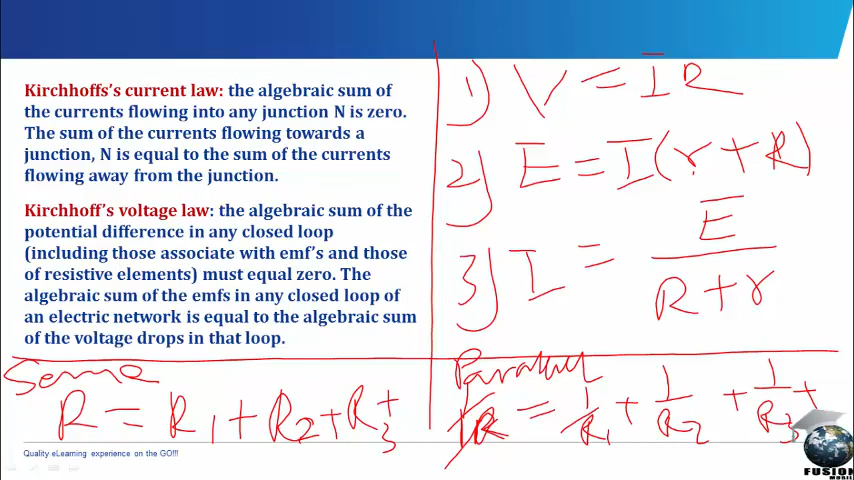 Kirchhoffs's current law: the algebraic sum of
the currents flowing into any junction N is zero.
The sum of the currents flowing towards a
junction, N is equal to the sum of the currents
flowing away from the junction.
Kirchhoff's voltage law: the algebraic sum of the
potential difference in any closed loop
(including those associate with emf's and those
of resistive elements) must equal zero. The
algebraic sum of the emfs in any closed loop of
an electric network is equal to the algebraic sum
of the voltage drops in that loop.
1) V = IR
2) E = I(r + R)
3) I = E / (R + r)
R = R1 + R2 + R3 +
Parallel
1/R = 1/R1 + 1/R2 + 1/R3 +
Quality eLearning experience on the GO!!!
FUSION
MOBIL